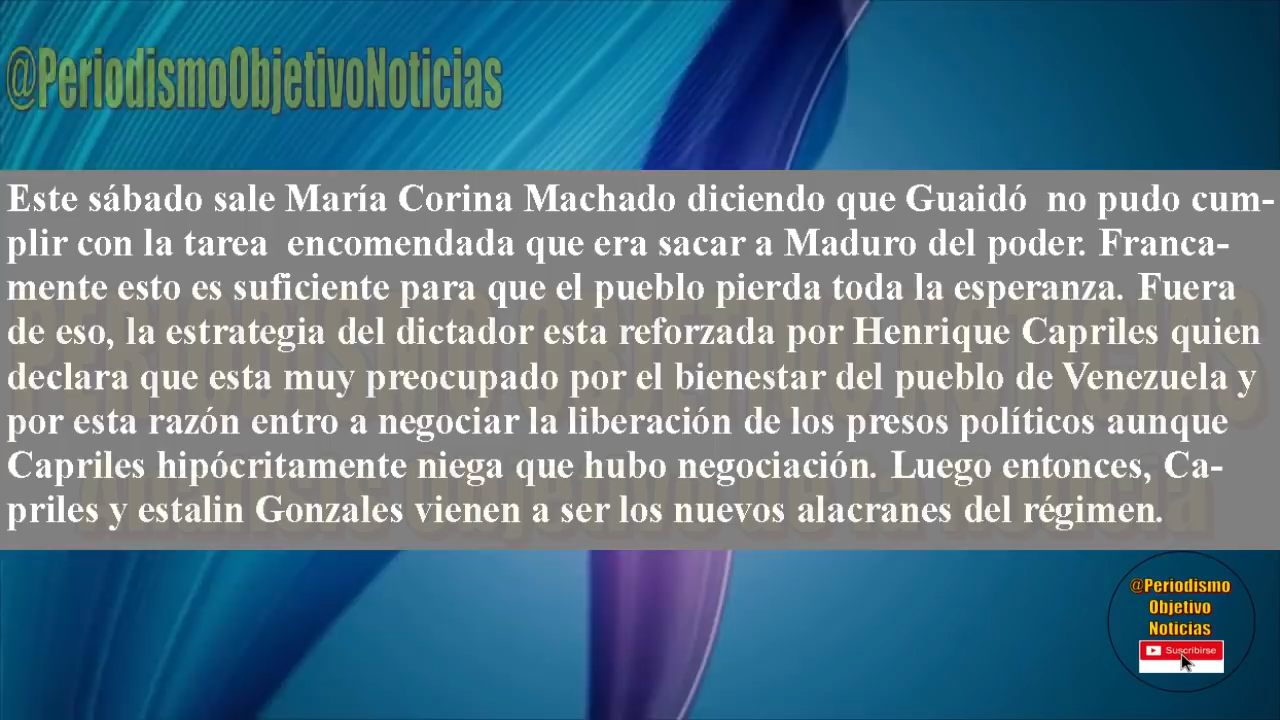 @PeriodismoObjetivoNoticias
Este sábado sale María Corina Machado diciendo que Guaidó  no pudo cum-
plir con la tarea  encomendada que era sacar a Maduro del poder. Franca-
mente esto es suficiente para que el pueblo pierda toda la esperanza. Fuera
de eso, la estrategia del dictador esta reforzada por Henrique Capriles quien
declara que esta muy preocupado por el bienestar del pueblo de Venezuela y
por esta razón entro a negociar la liberación de los presos políticos aunque
Capriles hipócritamente niega que hubo negociación. Luego entonces, Ca-
priles y estalin Gonzales vienen a ser los nuevos alacranes del régimen.
@Periodismo
Objetivo
Noticias
Suscribirse